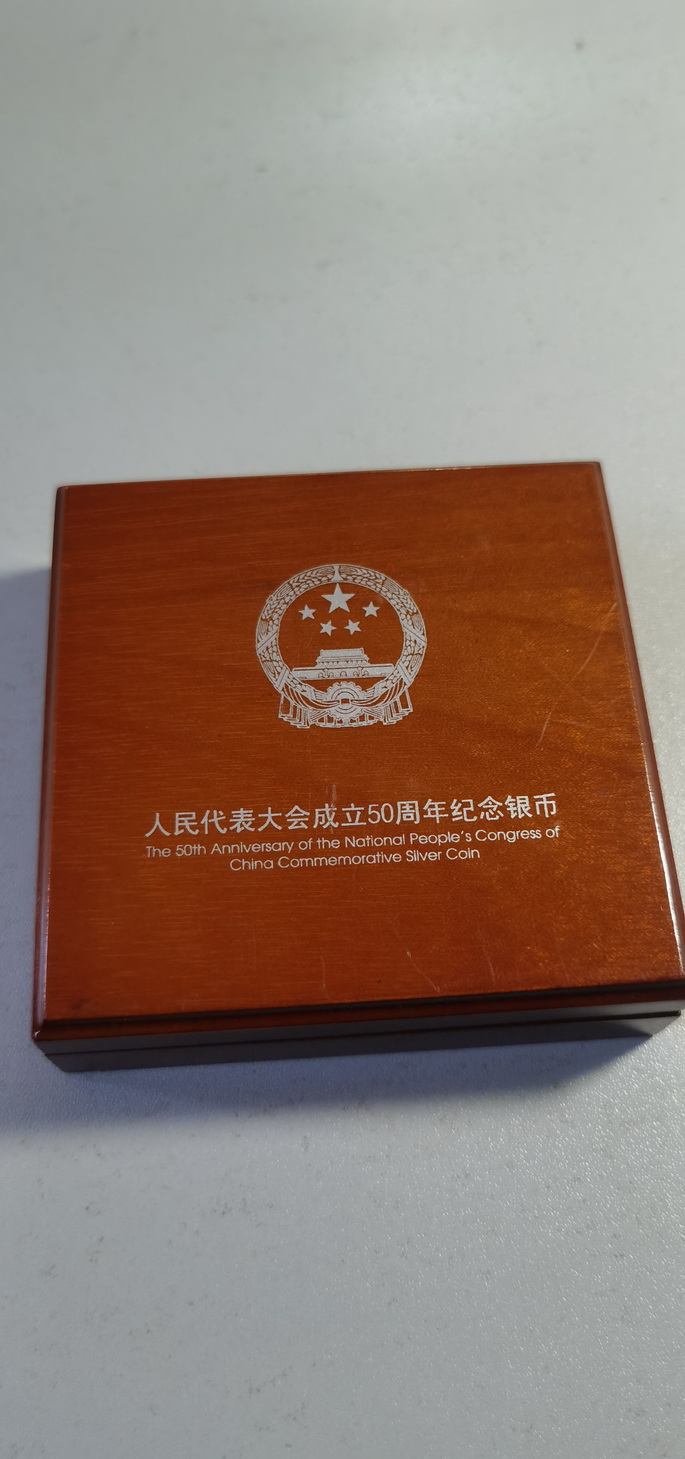 人民代表大会成立50周年纪念银币
The 50th Anniversary of the National People's Congress of
China Commemorative Silver Coin